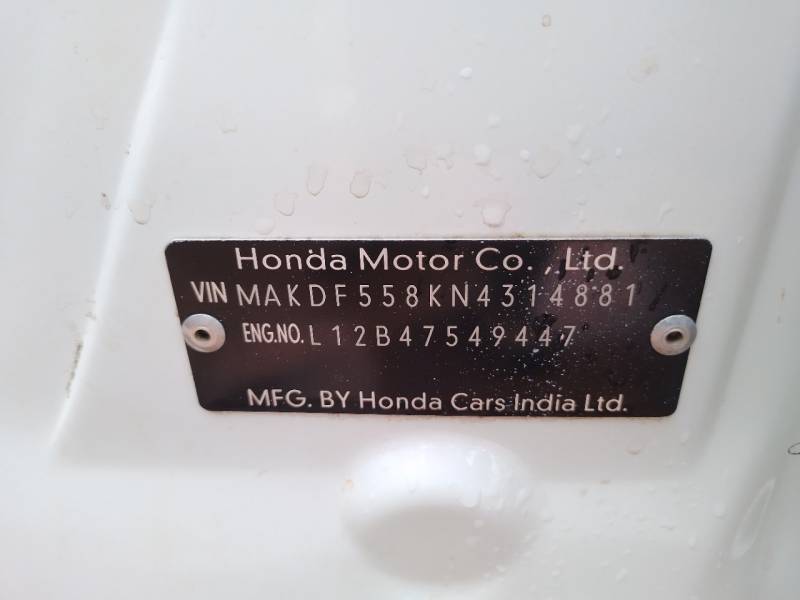 Honda Motor Co., Ltd.
VIN MAKDF558KN4314881
ENG.NO. L12B47549447
MFG. BY Honda Cars India Ltd.